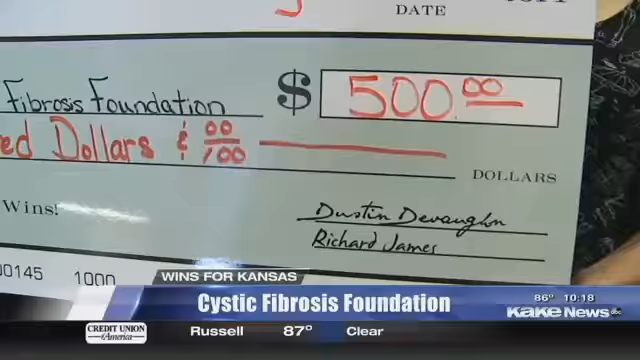 DATE
Fibrosis Foundation $ 500.00
ed Dollars & 00/100
DOLLARS
Wins!
Dustin Devaughn
Richard James
00145 1000
WINS FOR KANSAS
Cystic Fibrosis Foundation
86° 10:18
KAKE NEWS abc
CREDIT UNION of America
Russell 87° Clear